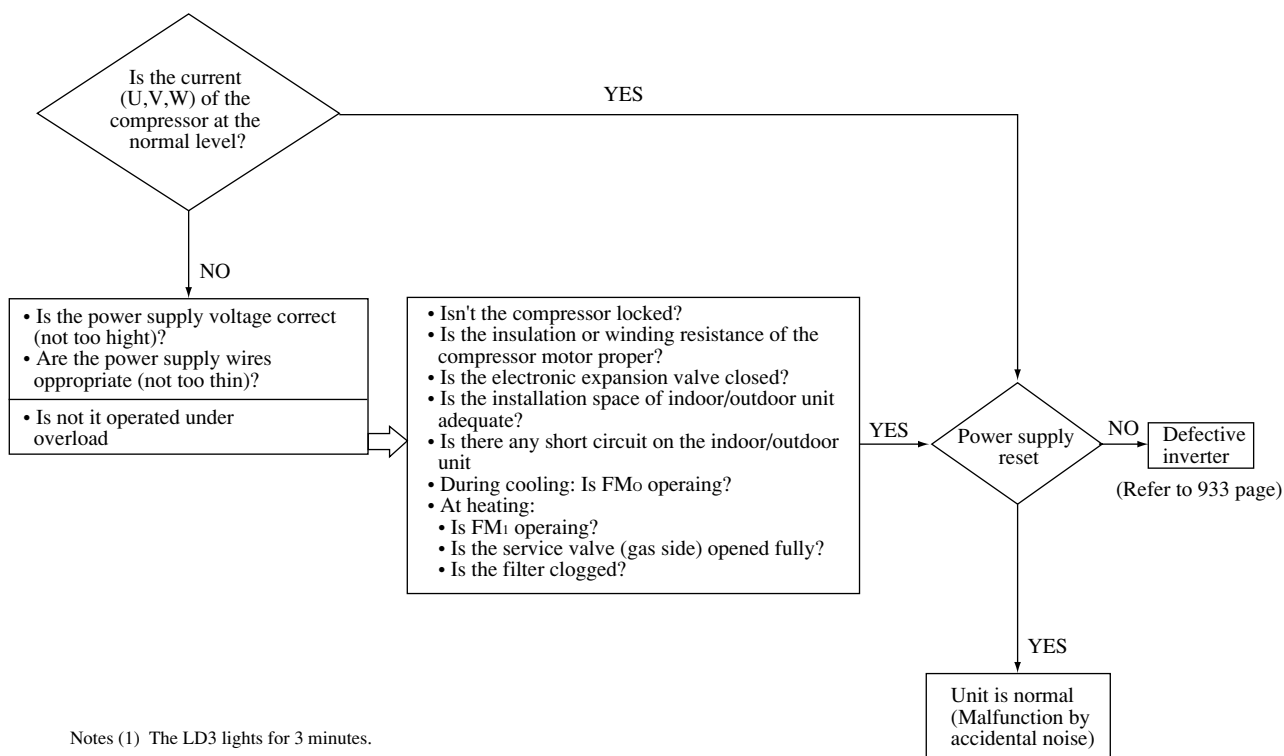 Is the current
(U,V,W) of the
compressor at the
normal level?
YES
NO
• Is the power supply voltage correct
(not too hight)?
• Are the power supply wires
oppropriate (not too thin)?
• Is not it operated under
overload
• Isn't the compressor locked?
• Is the insulation or winding resistance of the
compressor motor proper?
• Is the electronic expansion valve closed?
• Is the installation space of indoor/outdoor unit
adequate?
• Is there any short circuit on the indoor/outdoor
unit
• During cooling: Is FMO operaing?
• At heating:
• Is FM1 operaing?
• Is the service valve (gas side) opened fully?
• Is the filter clogged?
YES
Power supply
reset
NO
Defective
inverter
(Refer to 933 page)
YES
Unit is normal
(Malfunction by
accidental noise)
Notes (1) The LD3 lights for 3 minutes.